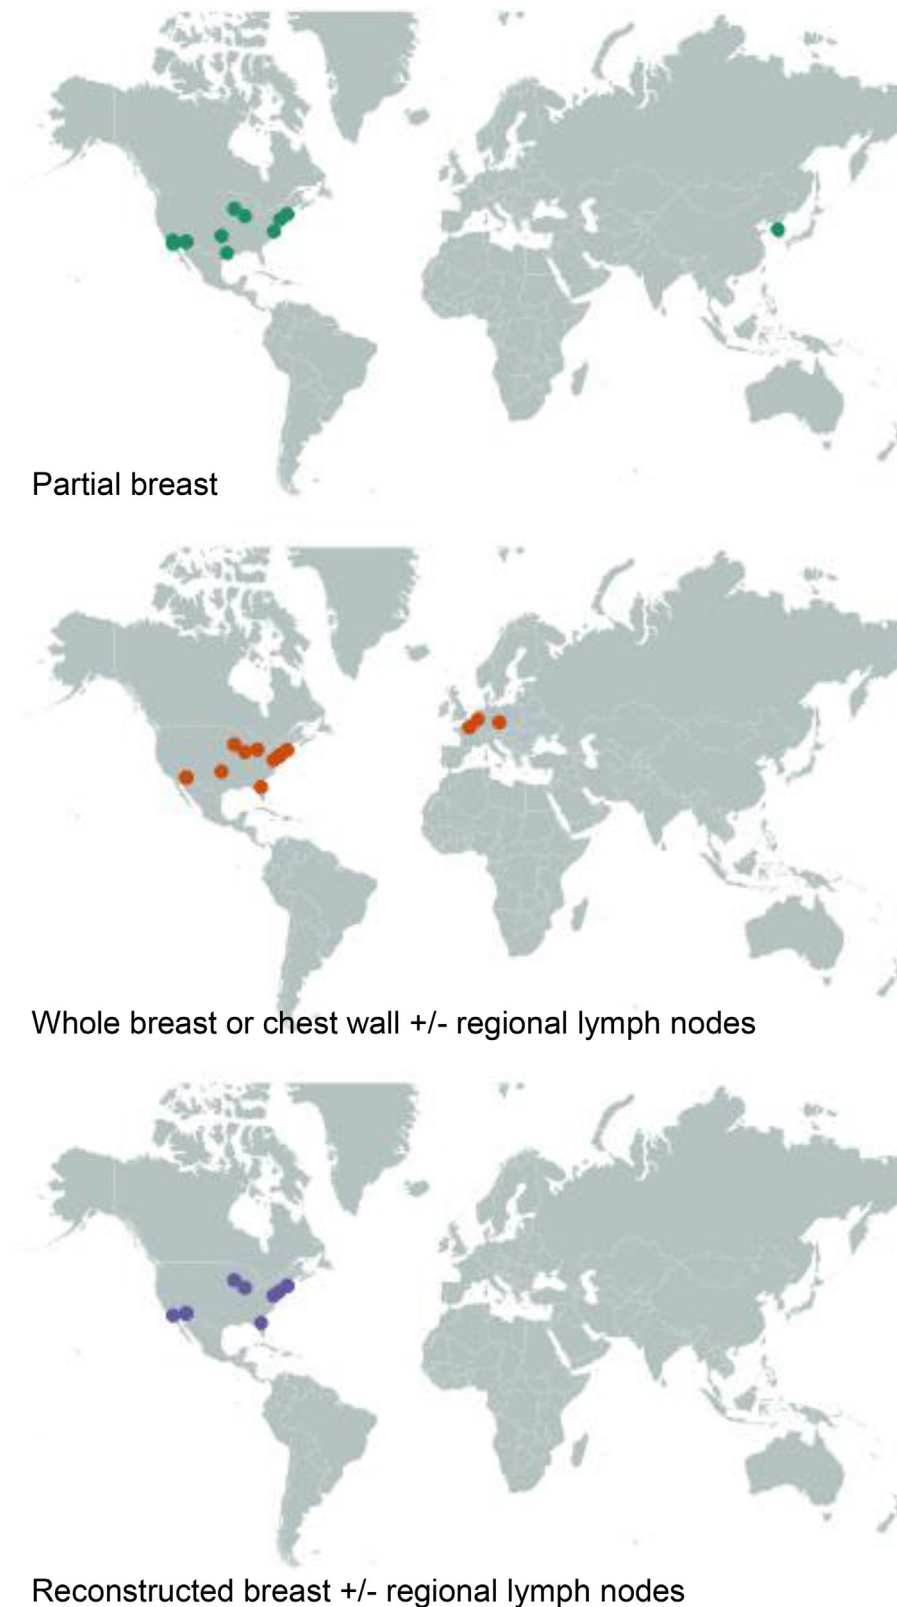 Partial breast
Whole breast or chest wall +/- regional lymph nodes
Reconstructed breast +/- regional lymph nodes